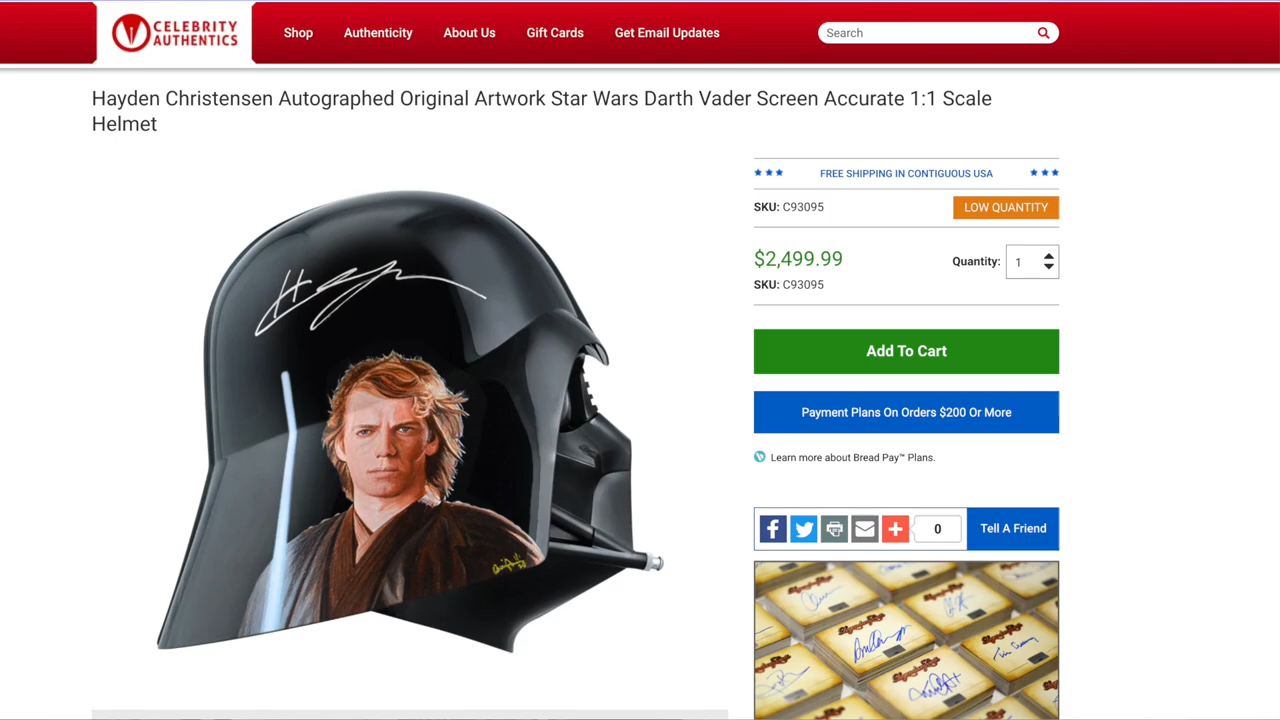 CELEBRITY
AUTHENTICS
Shop
Authenticity
About Us
Gift Cards
Get Email Updates
Search
Hayden Christensen Autographed Original Artwork Star Wars Darth Vader Screen Accurate 1:1 Scale
Helmet
FREE SHIPPING IN CONTIGUOUS USA
SKU: C93095
LOW QUANTITY
$2,499.99
Quantity: 1
SKU: C93095
Add To Cart
Payment Plans On Orders $200 Or More
Learn more about Bread Pay™ Plans.
0
Tell A Friend